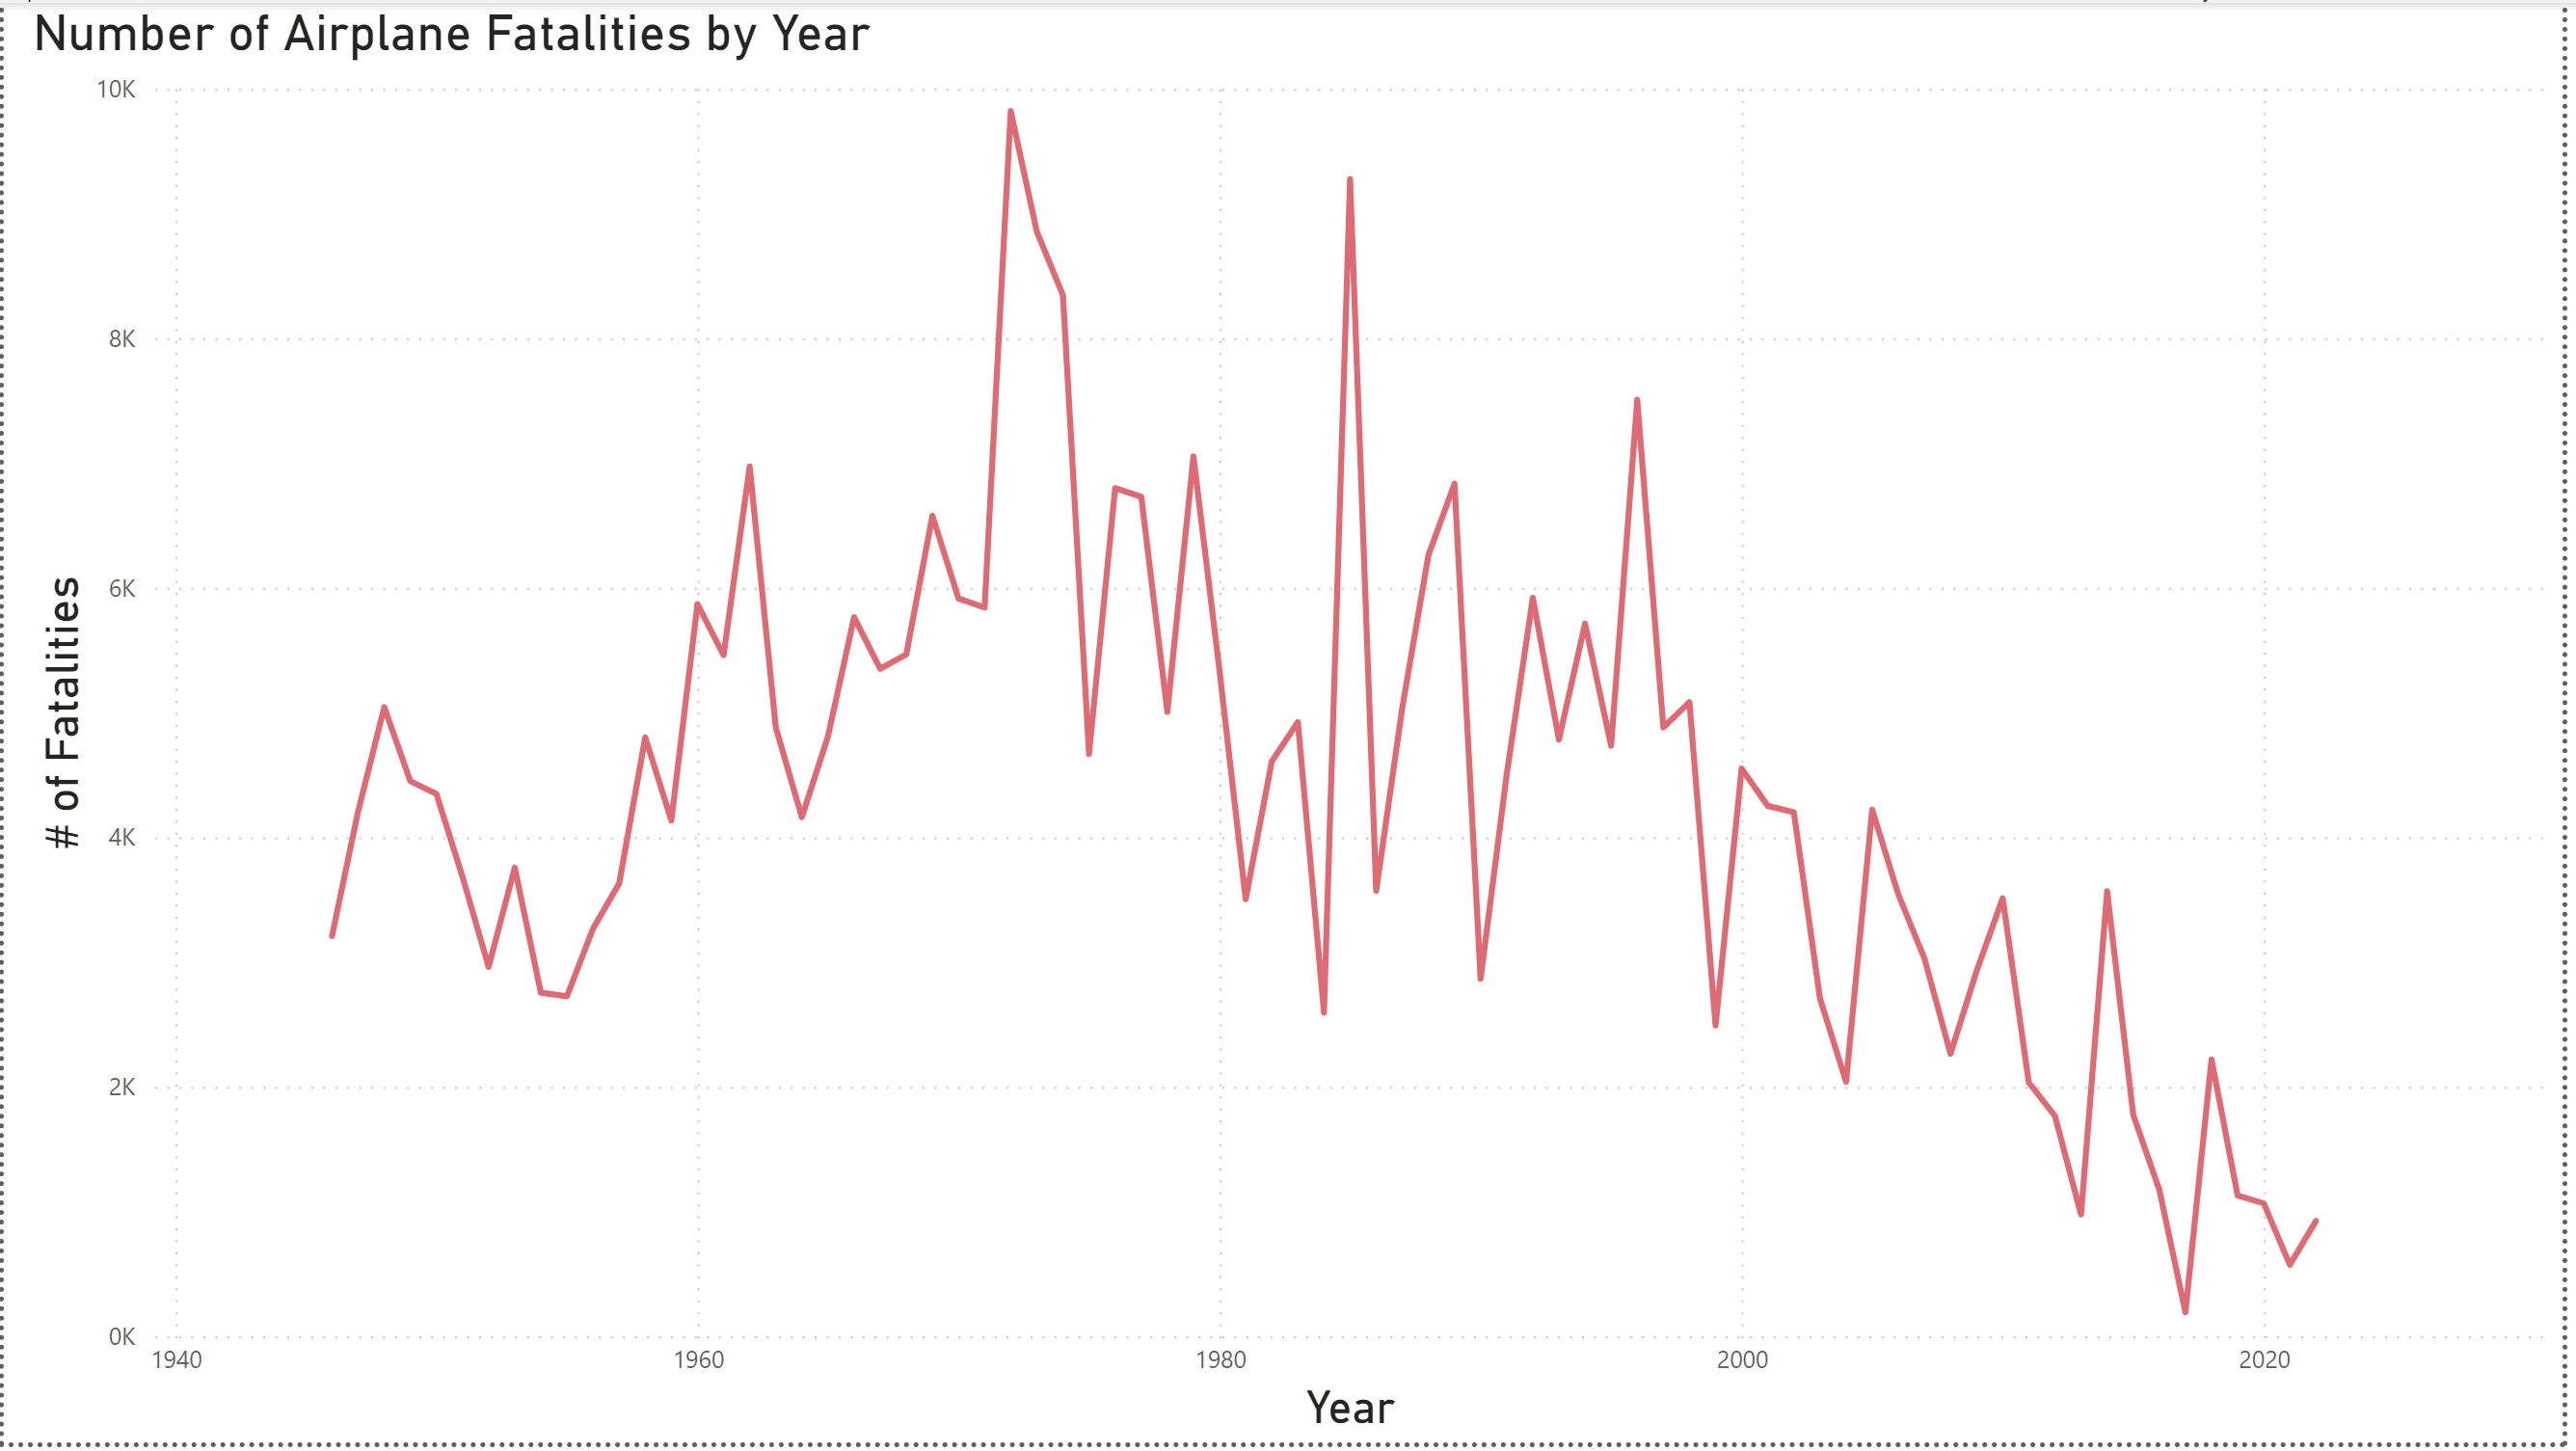 Number of Airplane Fatalities by Year
10K
8K
6K
4K
2K
0K
# of Fatalities
1940 1960 1980 2000 2020
Year